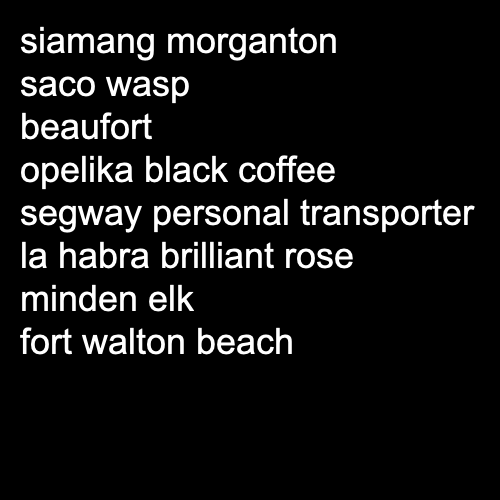 siamang morganton
saco wasp
beaufort
opelika black coffee
segway personal transporter
la habra brilliant rose
minden elk
fort walton beach